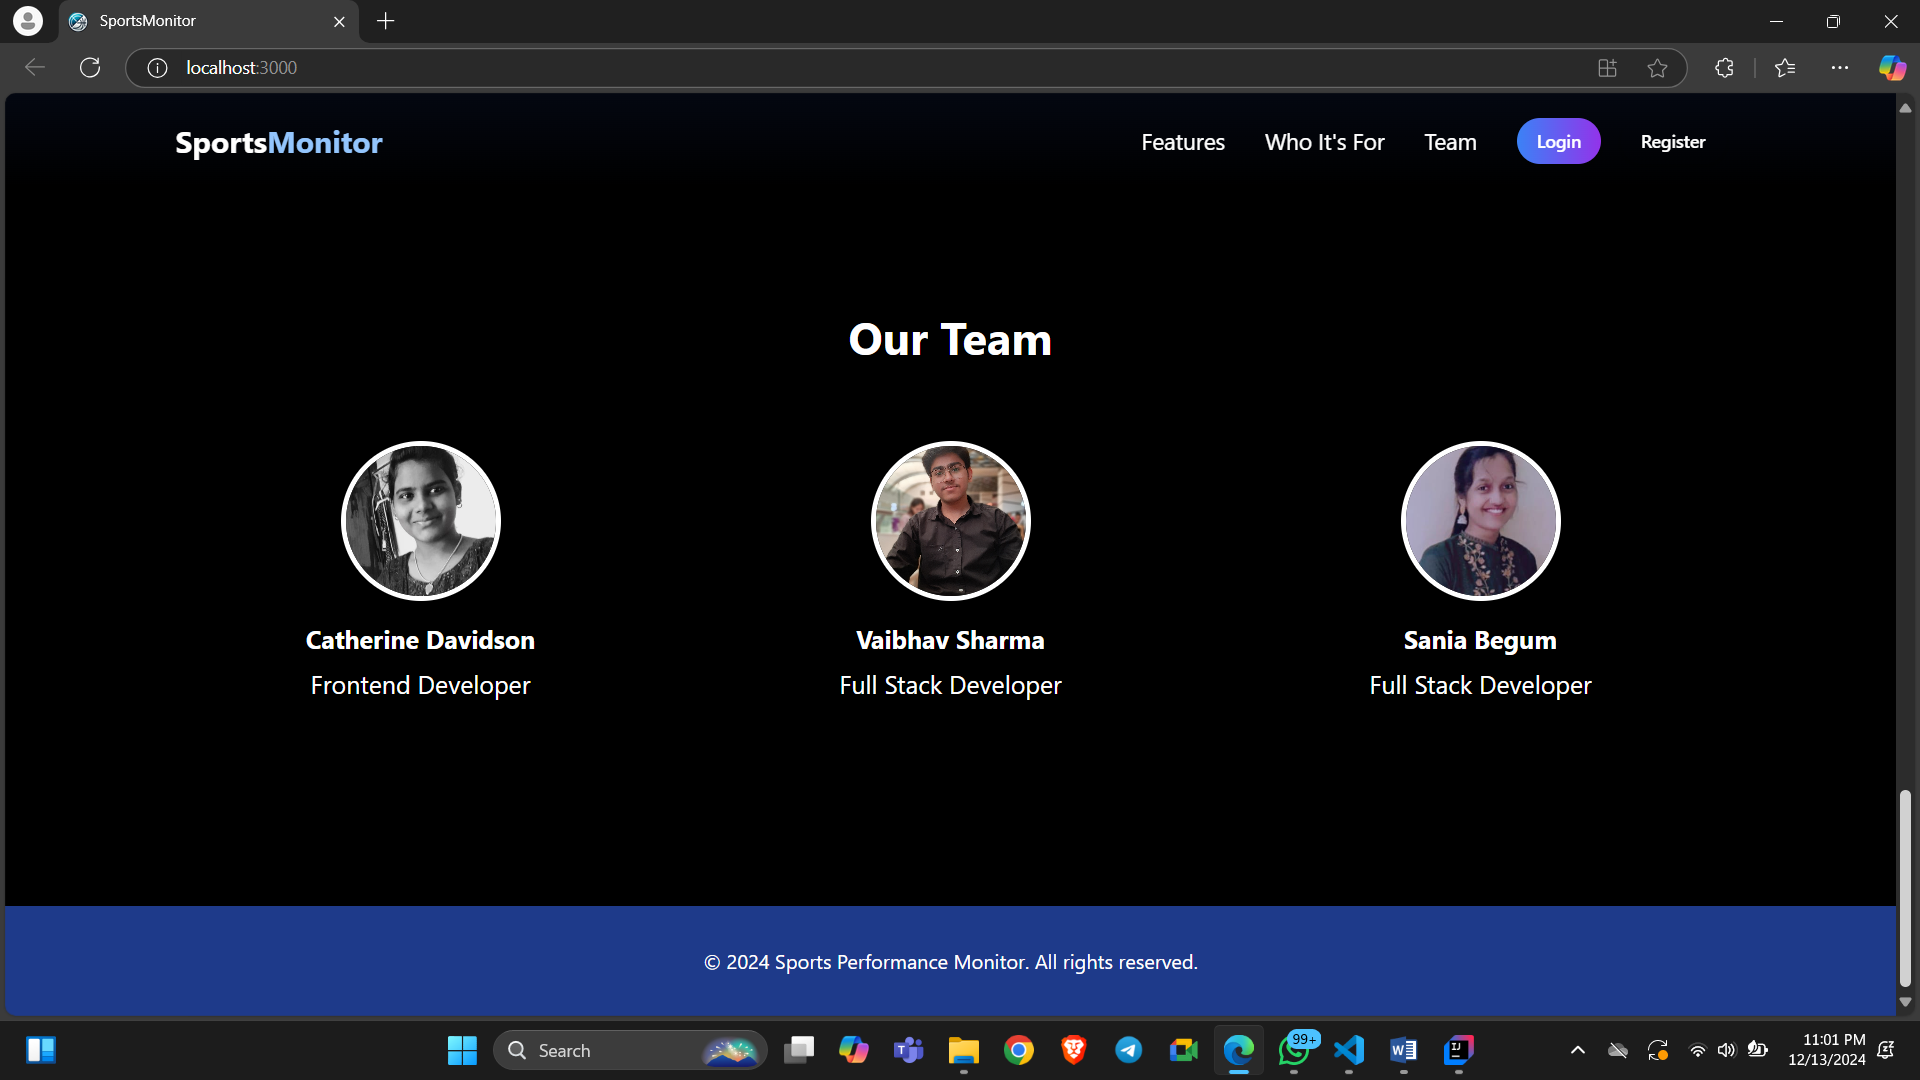 SportsMonitor
localhost:3000
SportsMonitor
Features
Who It's For
Team
Login
Register
Our Team
Catherine Davidson
Vaibhav Sharma
Sania Begum
Frontend Developer
Full Stack Developer
Full Stack Developer
© 2024 Sports Performance Monitor. All rights reserved.
Search
99+
11:01 PM
12/13/2024